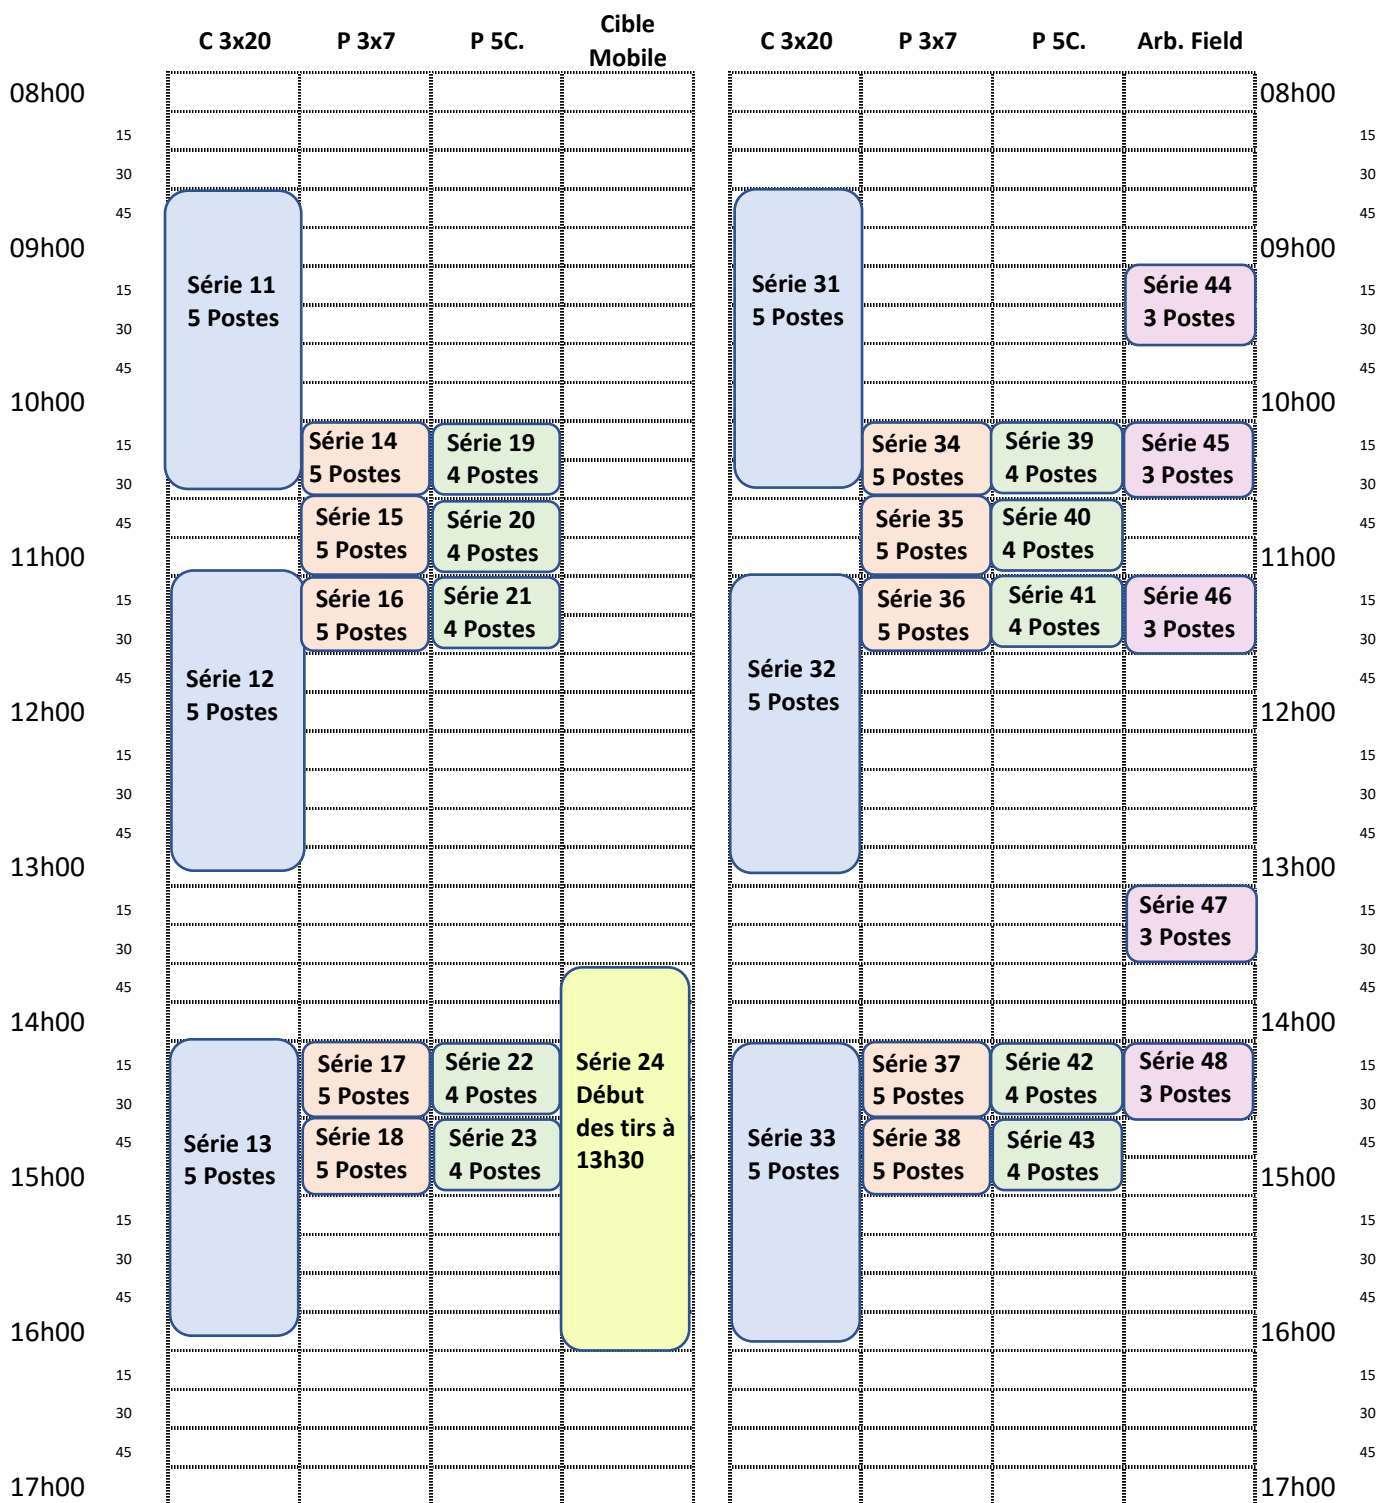 C 3x20 P 3x7 P 5C. Cible Mobile C 3x20 P 3x7 P 5C. Arb. Field
08h00 08h00
15 15
30 30
45 45
09h00 09h00
Série 11 Série 31 Série 44
15 15
5 Postes 5 Postes 3 Postes
30 30
45 45
10h00 10h00
Série 14 Série 19 Série 34 Série 39 Série 45
15 15
5 Postes 4 Postes 5 Postes 4 Postes 3 Postes
30 30
Série 15 Série 20 Série 35 Série 40
45 45
5 Postes 4 Postes 5 Postes 4 Postes
11h00 11h00
Série 16 Série 21 Série 36 Série 41 Série 46
15 15
5 Postes 4 Postes 5 Postes 4 Postes 3 Postes
30 30
Série 12 Série 32
45 45
5 Postes 5 Postes
12h00 12h00
15 15
30 30
45 45
13h00 13h00
Série 47
15 15
3 Postes
30 30
45 45
14h00 14h00
Série 17 Série 22 Série 24 Série 37 Série 42 Série 48
15 15
5 Postes 4 Postes Début 5 Postes 4 Postes 3 Postes
30 30
Série 13 Série 18 Série 23 des tirs à Série 33 Série 38 Série 43
45 45
5 Postes 5 Postes 4 Postes 13h30 5 Postes 5 Postes 4 Postes
15h00 15h00
15 15
30 30
45 45
16h00 16h00
15 15
30 30
45 45
17h00 17h00